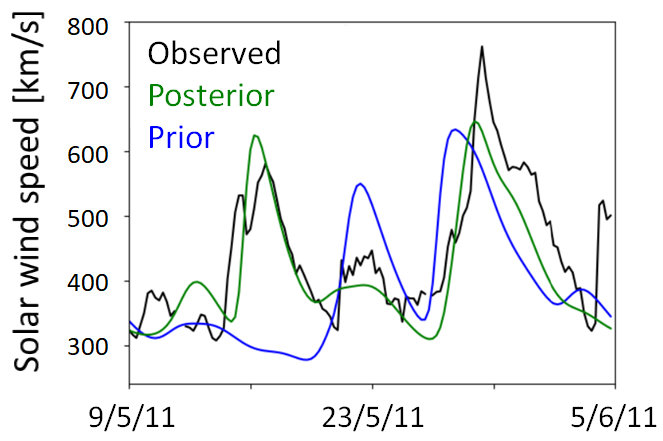 Solar wind speed [km/s]
800
700
600
500
400
300
Observed
Posterior
Prior
9/5/11
23/5/11
5/6/11